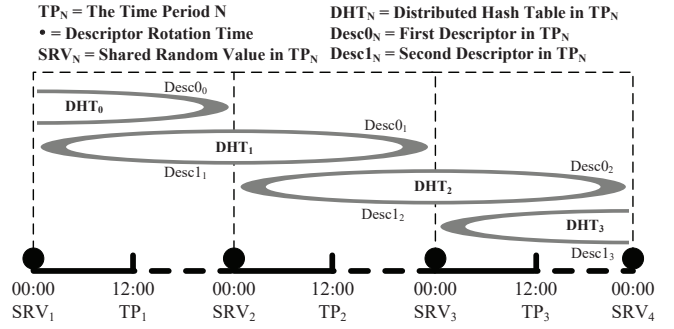 TP_N = The Time Period N
• = Descriptor Rotation Time
SRV_N = Shared Random Value in TP_N
DHT_N = Distributed Hash Table in TP_N
Desc0_N = First Descriptor in TP_N
Desc1_N = Second Descriptor in TP_N
Desc0_0
DHT_0
Desc0_1
DHT_1
Desc1_1
Desc0_2
DHT_2
Desc1_2
DHT_3
Desc1_3
00:00 12:00 00:00 12:00 00:00 12:00 00:00
SRV_1 TP_1 SRV_2 TP_2 SRV_3 TP_3 SRV_4